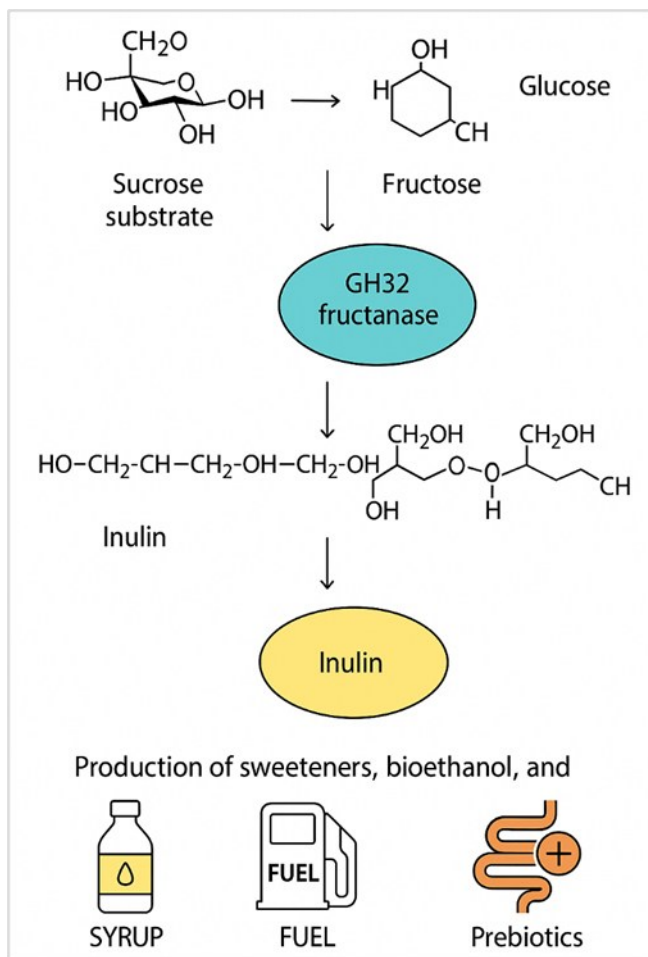 CH₂O
HO
O
OH
HO
OH
OH
H
CH
Glucose
Sucrose
substrate
Fructose
GH32
fructanase
HO–CH₂-CH–CH₂-OH–CH₂-OH
CH₂OH
OH
O-O
H
CH₂OH
CH
Inulin
Inulin
Production of sweeteners, bioethanol, and
FUEL
SYRUP
FUEL
Prebiotics